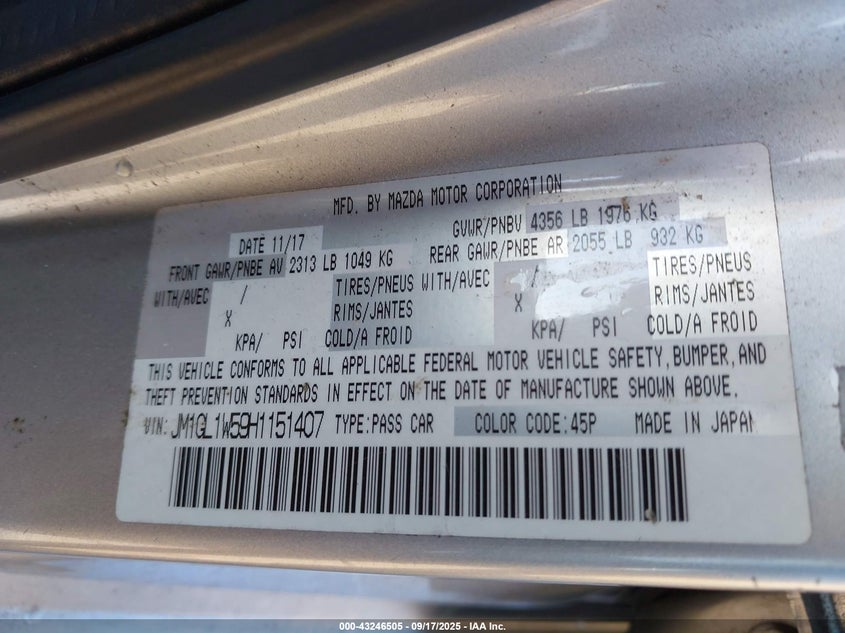 MFD. BY MAZDA MOTOR CORPORATION
DATE 11/17 GVWR/PNBV 4356 LB 1976 KG
FRONT GAWR/PNBE AV 2313 LB 1049 KG REAR GAWR/PNBE AR 2055 LB 932 KG
WITH/AVEC / TIRES/PNEUS WITH/AVEC / TIRES/PNEUS
X RIMS/JANTES X RIMS/JANTES
KPA/ PSI COLD/A FROID KPA/ PSI COLD/A FROID
THIS VEHICLE CONFORMS TO ALL APPLICABLE FEDERAL MOTOR VEHICLE SAFETY, BUMPER, AND
THEFT PREVENTION STANDARDS IN EFFECT ON THE DATE OF MANUFACTURE SHOWN ABOVE.
VIN: JM1GL1W59H1151407 TYPE:PASS CAR COLOR CODE:45P MADE IN JAPAN
000-43246505 - 09/17/2025 - IAA Inc.